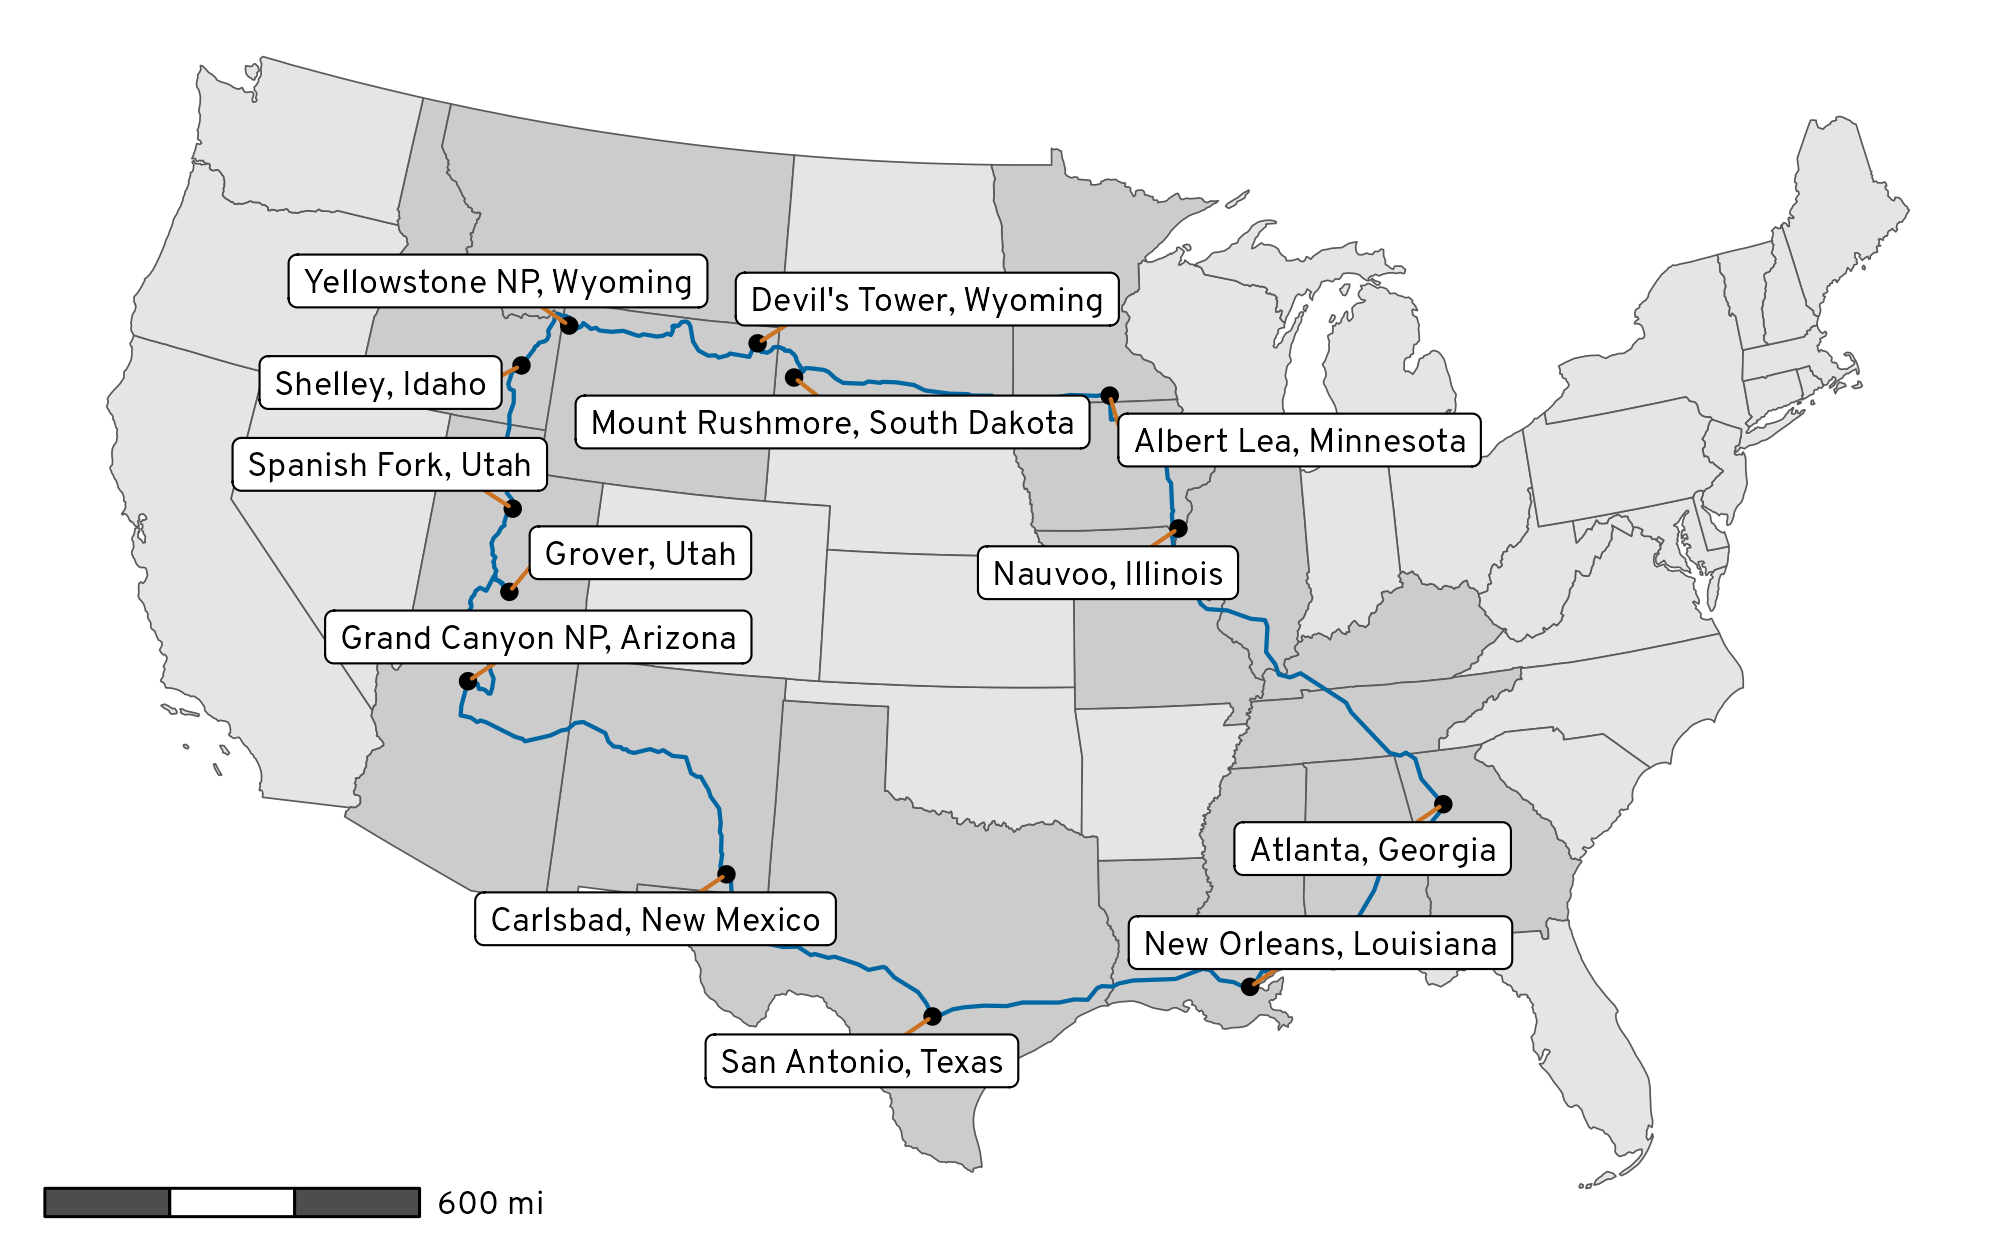 Yellowstone NP, Wyoming
Devil's Tower, Wyoming
Shelley, Idaho
Mount Rushmore, South Dakota
Albert Lea, Minnesota
Spanish Fork, Utah
Grover, Utah
Nauvoo, Illinois
Grand Canyon NP, Arizona
Atlanta, Georgia
Carlsbad, New Mexico
New Orleans, Louisiana
San Antonio, Texas
600 mi